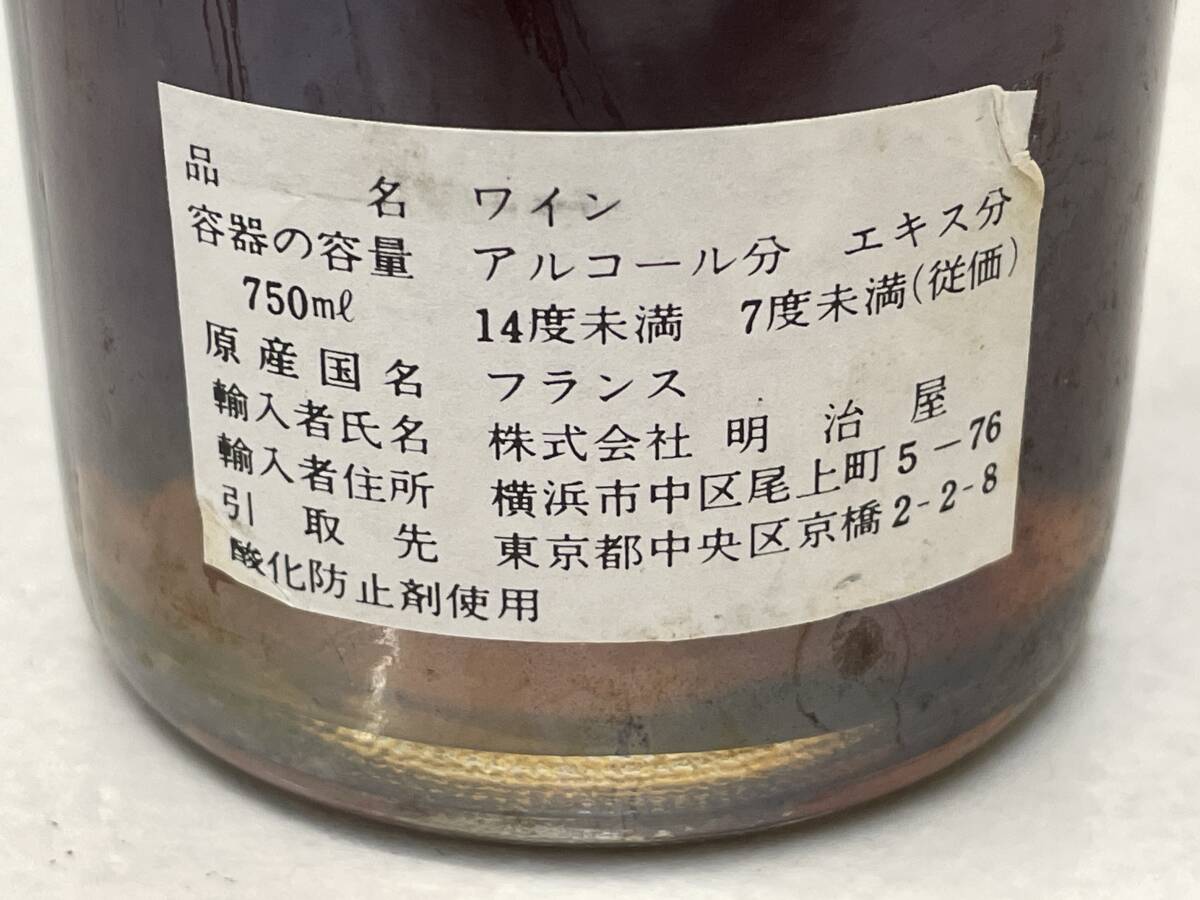 品名 ワイン
容器の容量 アルコール分 エキス分
750ml 14度未満 7度未満(従価)
原産国名 フランス
輸入者氏名 株式会社 明治屋
輸入者住所 横浜市中区尾上町5-76
引取先 東京都中央区京橋2-2-8
酸化防止剤使用